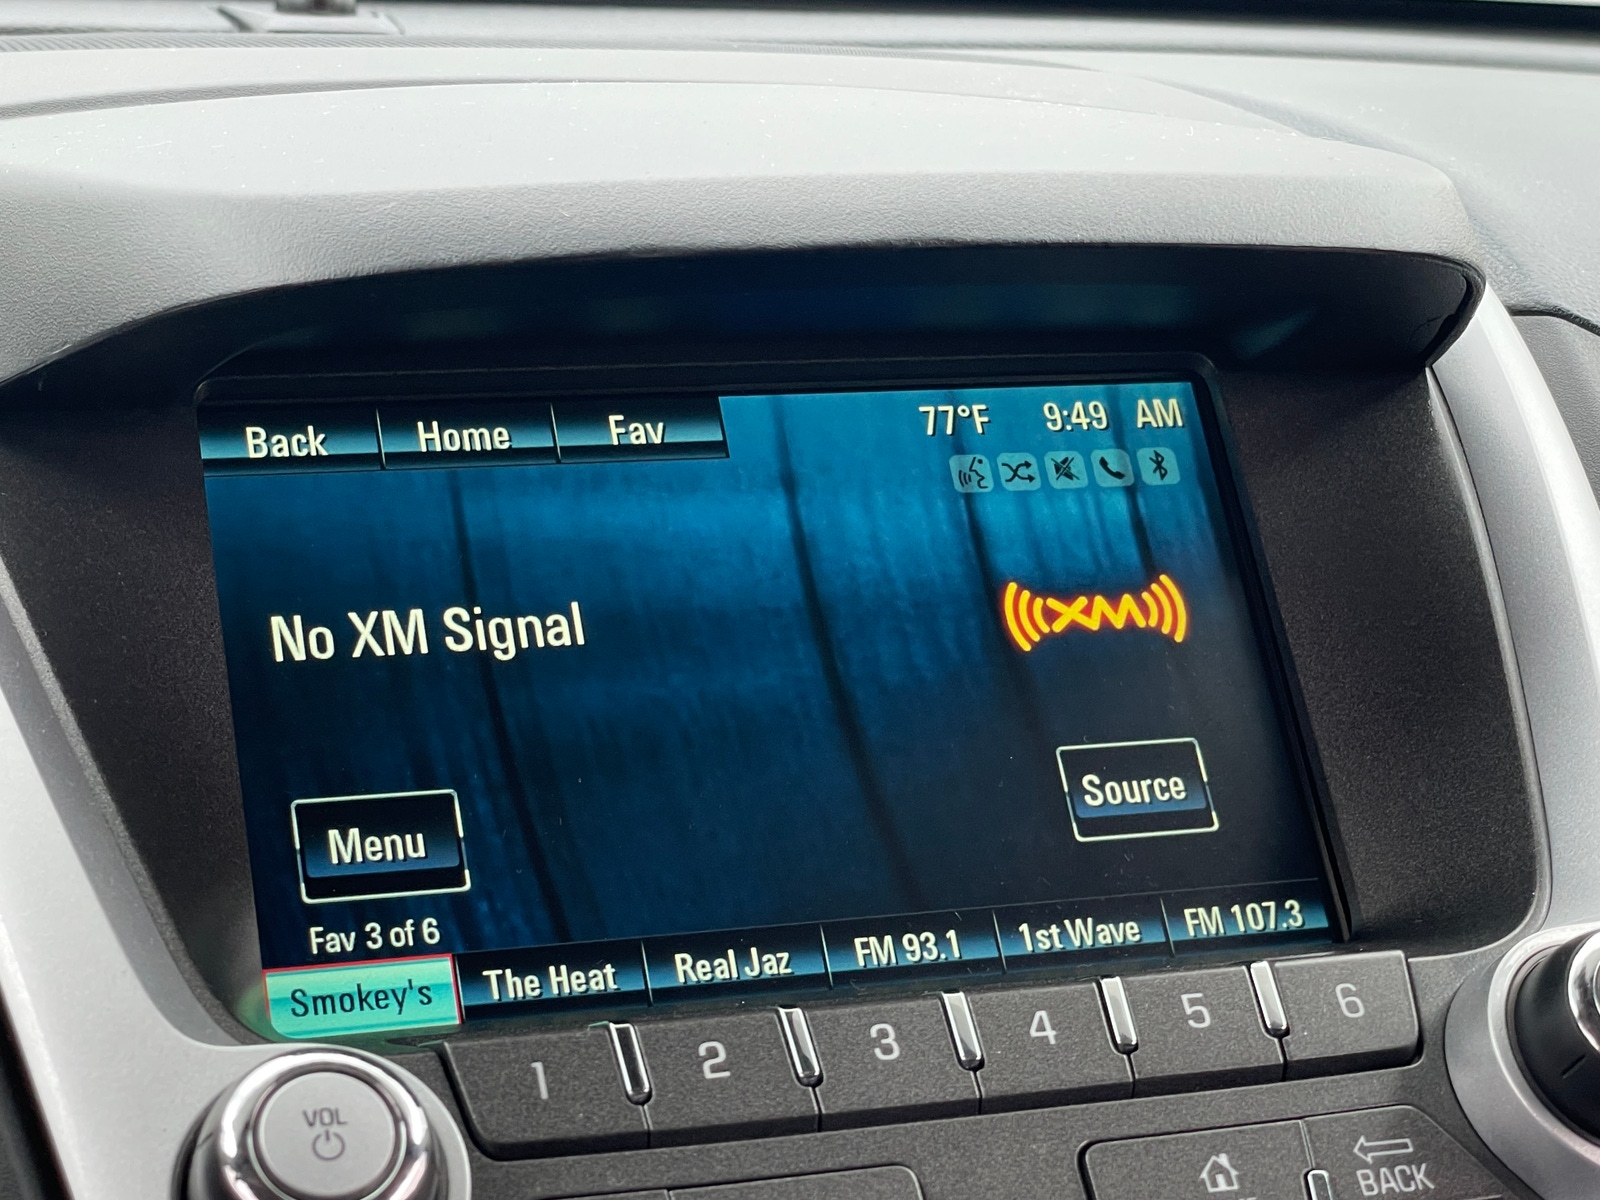 Back Home Fav 77°F 9:49 AM
No XM Signal
XM
Menu
Source
Fav 3 of 6
Smokey's The Heat Real Jaz FM 93.1 1st Wave FM 107.3
1 2 3 4 5 6
VOL
BACK